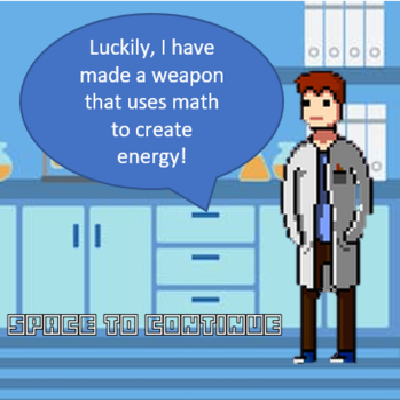 Luckily, I have
made a weapon
that uses math
to create
energy!
SPACE TO CONTINUE